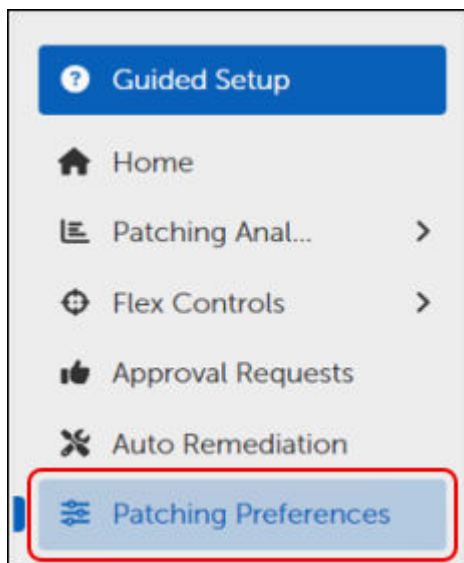 Guided Setup
Home
Patching Anal...
Flex Controls
Approval Requests
Auto Remediation
Patching Preferences